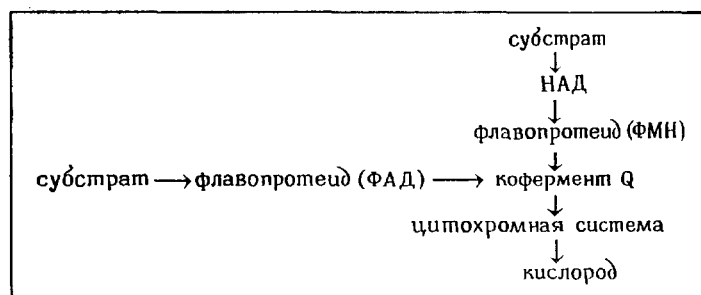 субстрат
↓
НАД
↓
флавопротеид (ФМН)
↓
субстрат → флавопротеид (ФАД) → кофермент Q
↓
цитохромная система
↓
кислород